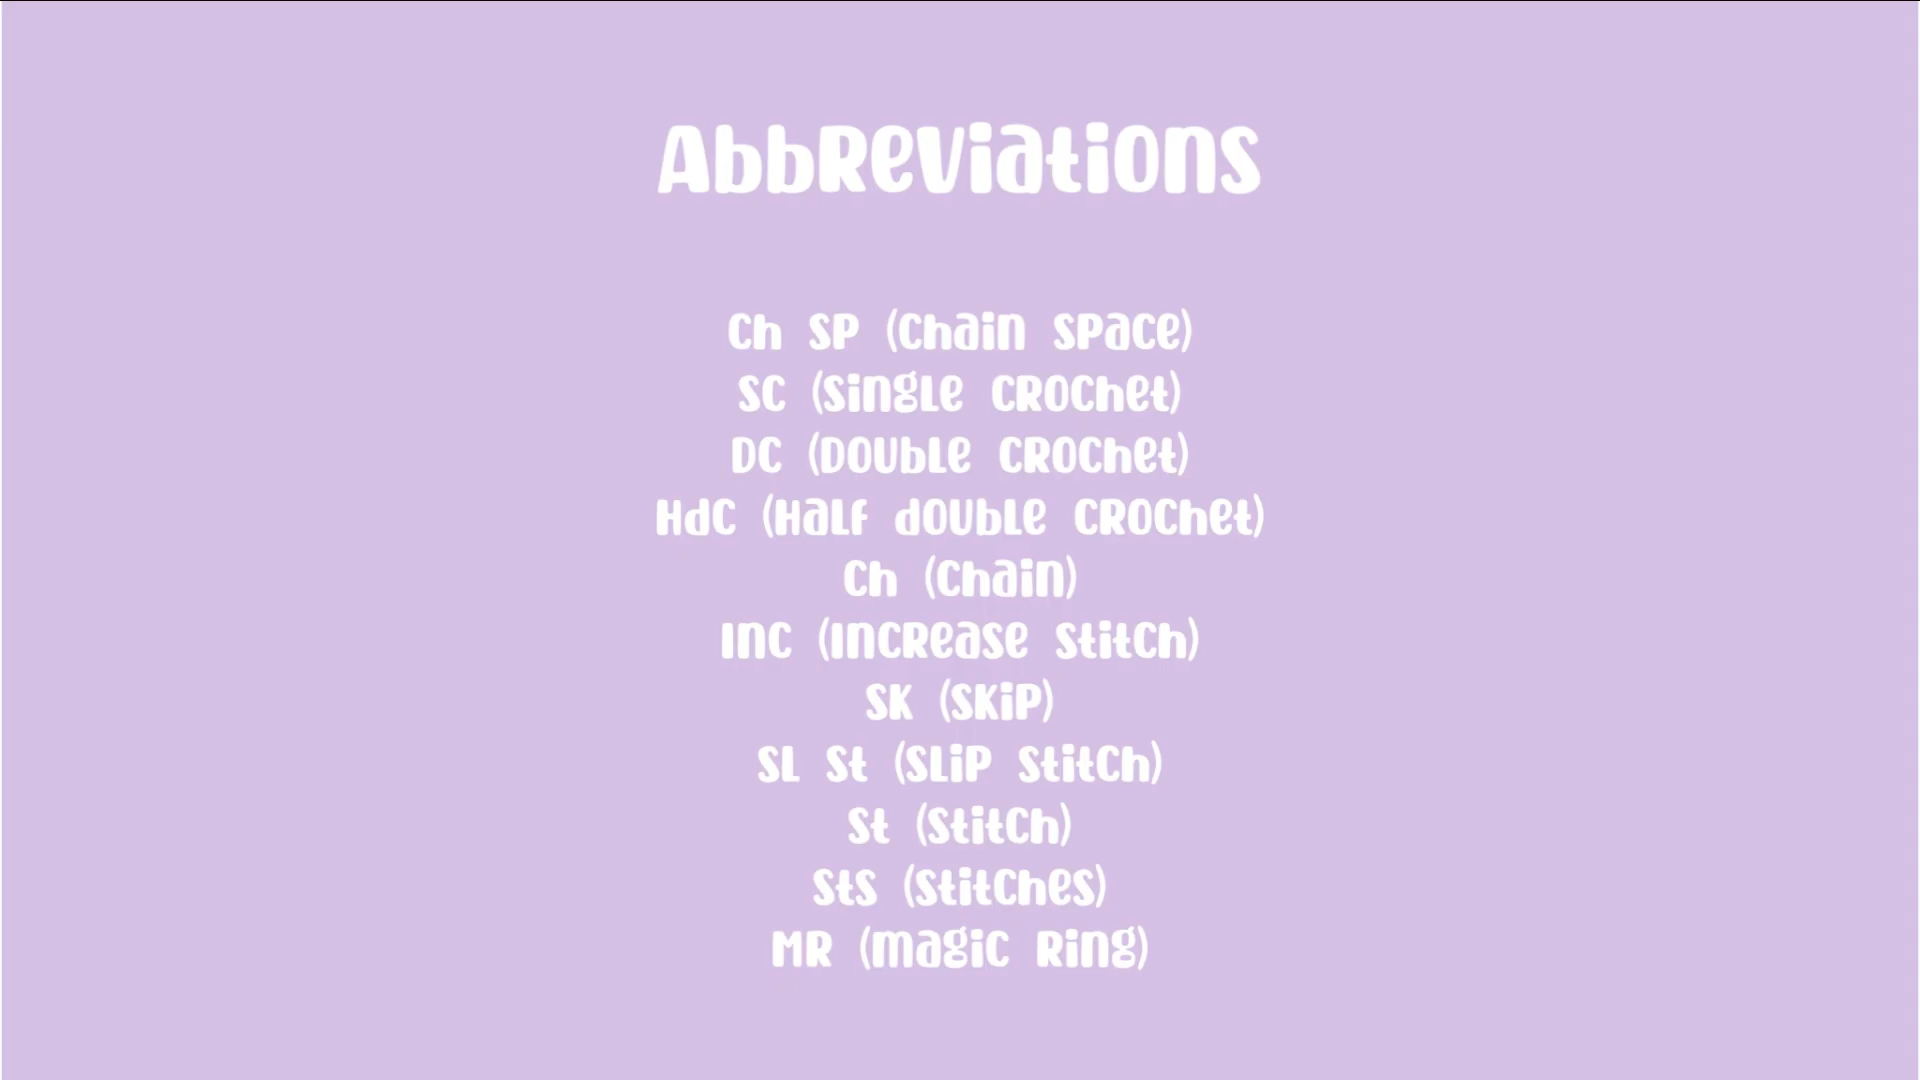 Abbreviations
Ch SP (Chain Space)
SC (Single Crochet)
DC (Double Crochet)
HdC (Half double Crochet)
Ch (Chain)
Inc (Increase Stitch)
SK (Skip)
SL St (Slip Stitch)
St (Stitch)
Sts (Stitches)
MR (Magic Ring)